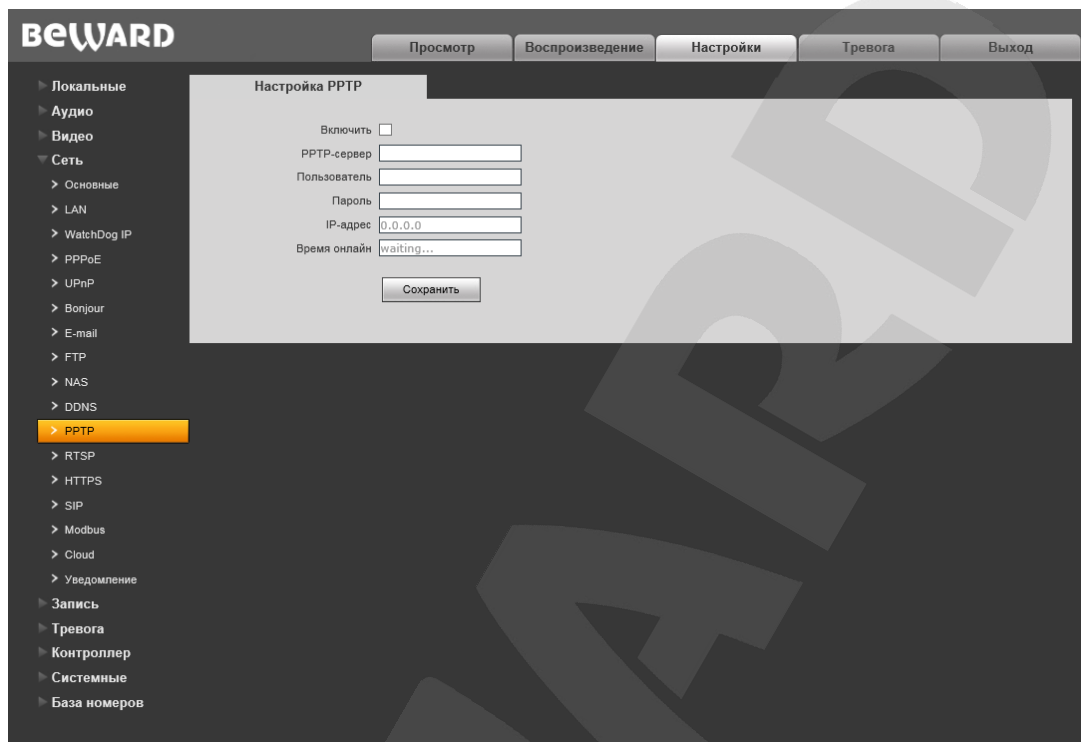 BEWARD
Просмотр
Воспроизведение
Настройки
Тревога
Выход
Локальные
Аудио
Видео
Сеть
Основные
LAN
WatchDog IP
PPPoE
UPnP
Bonjour
E-mail
FTP
NAS
DDNS
PPTP
RTSP
HTTPS
SIP
Modbus
Cloud
Уведомление
Запись
Тревога
Контроллер
Системные
База номеров
Настройка PPTP
Включить
PPTP-сервер
Пользователь
Пароль
IP-адрес 0.0.0.0
Время онлайн waiting...
Сохранить